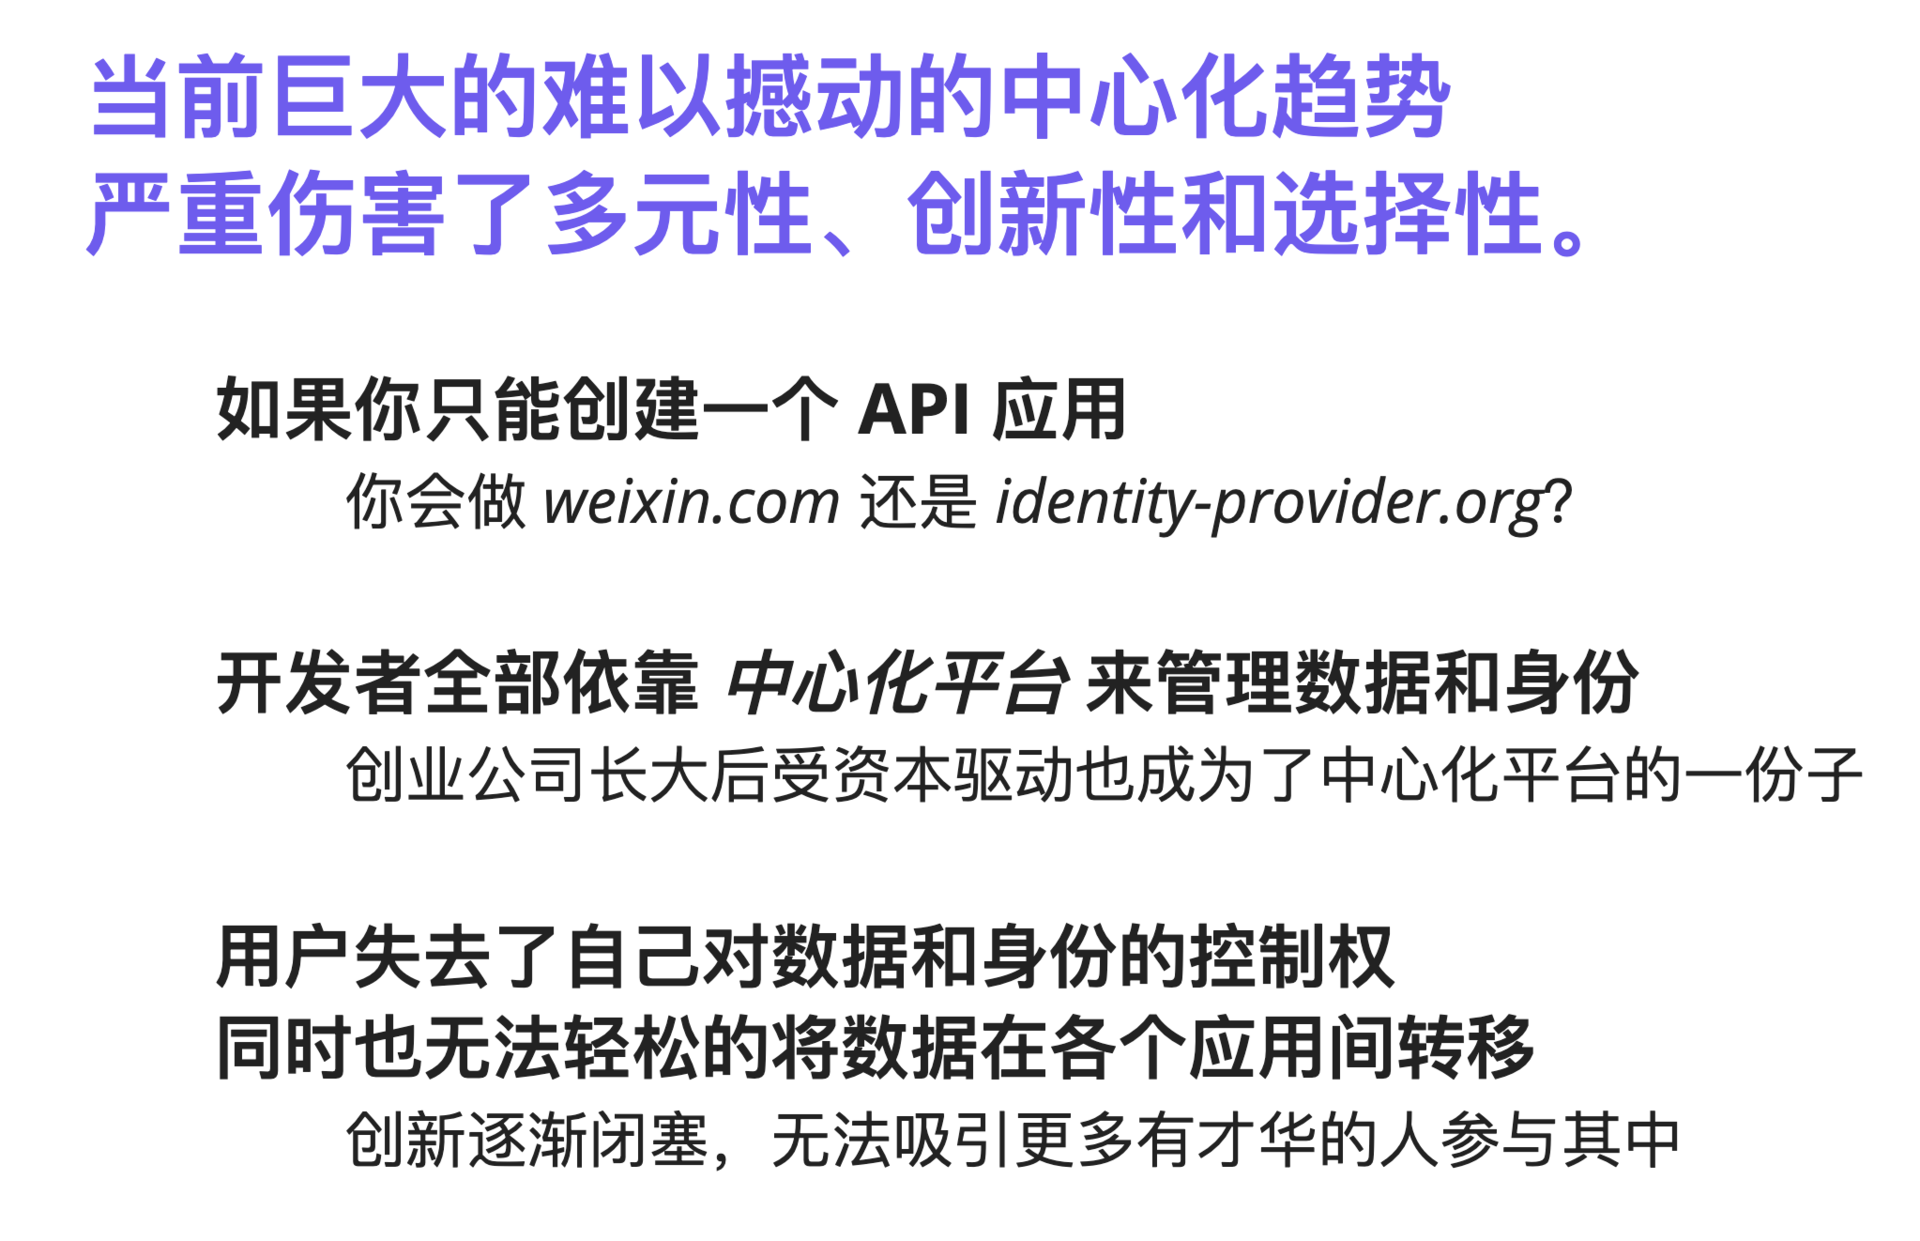 当前巨大的难以撼动的中心化趋势
严重伤害了多元性、创新性和选择性。
如果你只能创建一个 API 应用
你会做 weixin.com 还是 identity-provider.org?
开发者全部依靠 中心化平台 来管理数据和身份
创业公司长大后受资本驱动也成为了中心化平台的一份子
用户失去了自己对数据和身份的控制权
同时也无法轻松的将数据在各个应用间转移
创新逐渐闭塞，无法吸引更多有才华的人参与其中